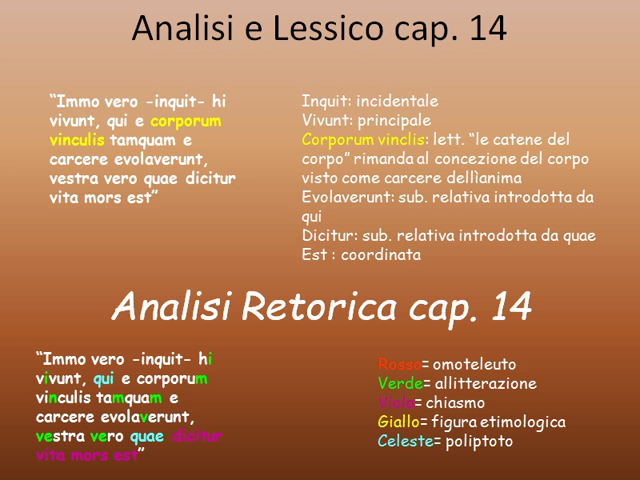 Analisi e Lessico cap. 14
“Immo vero -inquit- hi
vivunt, qui e corporum
vinculis tamquam e
carcere evolaverunt,
vestra vero quae dicitur
vita mors est”
Inquit: incidentale
Vivunt: principale
Corporum vinclis: lett. “le catene del
corpo” rimanda al concezione del corpo
visto come carcere dellìanima
Evolaverunt: sub. relativa introdotta da
qui
Dicitur: sub. relativa introdotta da quae
Est : coordinata
Analisi Retorica cap. 14
“Immo vero -inquit- hi
vivunt, qui e corporum
vinculis tamquam e
carcere evolaverunt,
vestra vero quae dicitur
vita mors est”
Rosso= omoteleuto
Verde= allitterazione
Viola= chiasmo
Giallo= figura etimologica
Celeste= poliptoto